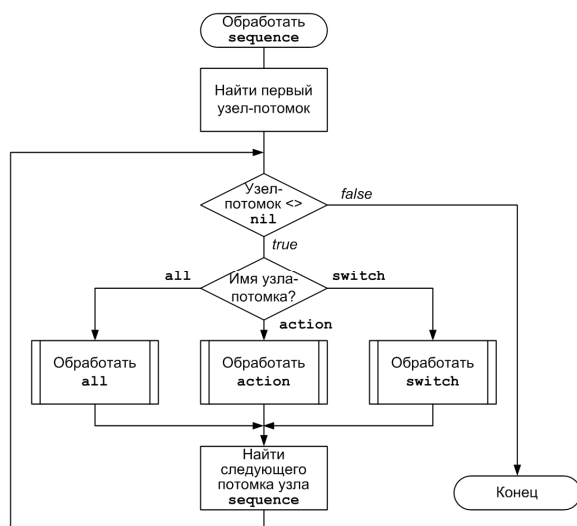 Обработать
sequence
Найти первый
узел-потомок
Узел-
потомок <>
nil
false
true
all
Имя узла-
потомка?
switch
action
Обработать
all
Обработать
action
Обработать
switch
Найти
следующего
потомка узла
sequence
Конец